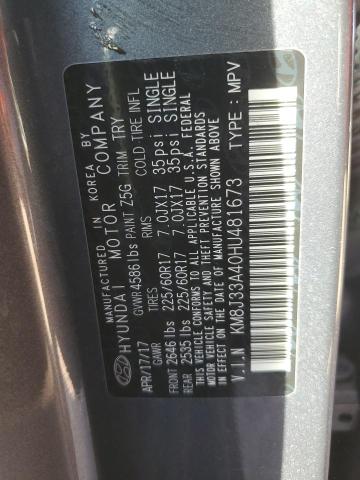 MANUFACTURED IN KOREA BY
HYUNDAI MOTOR COMPANY
APR/17/17 GVWR 4586 lbs PAINT Z5G TRIM TRY
GAWR TIRES RIMS COLD TIRE INFL
FRONT 2646 lbs 225/60R17 7.0JX17 35psi SINGLE
REAR 2535 lbs 225/60R17 7.0JX17 35psi SINGLE
THIS VEHICLE CONFORMS TO ALL APPLICABLE U.S.A. FEDERAL
MOTOR VEHICLE SAFETY STANDARDS IN EFFECT ON THE
DATE OF MANUFACTURE SHOWN ABOVE
V.I.N KM8J33A40HU481673 TYPE : MPV